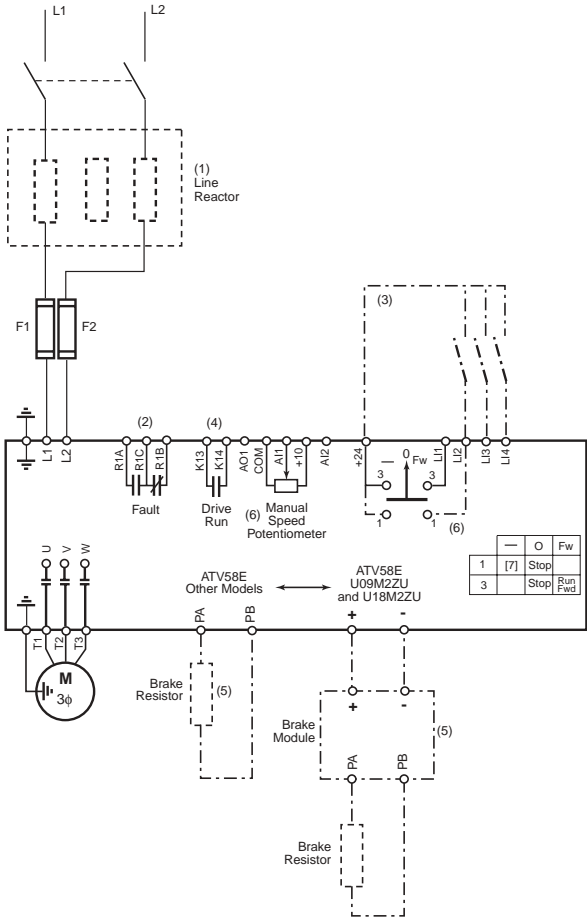 L1 L2
(1)
Line
Reactor
F1 F2
(3)
(2) (4)
L1 L2 R1A R1C R1B K13 K14 AO1 COM AI1 +10 AI2 +24 LI1 LI2 LI3 LI4
— 0 Fw
3 3
1 1
Fault
Drive
Run
(6) Manual
Speed
Potentiometer
(6)
— O Fw
1 [7] Stop
3 Stop Run Fwd
U V W
ATV58E
Other Models
ATV58E
U09M2ZU
and U18M2ZU
PA PB + -
T1 T2 T3
M
3ϕ
Brake
Resistor
(5)
+ -
Brake
Module
(5)
PA PB
Brake
Resistor